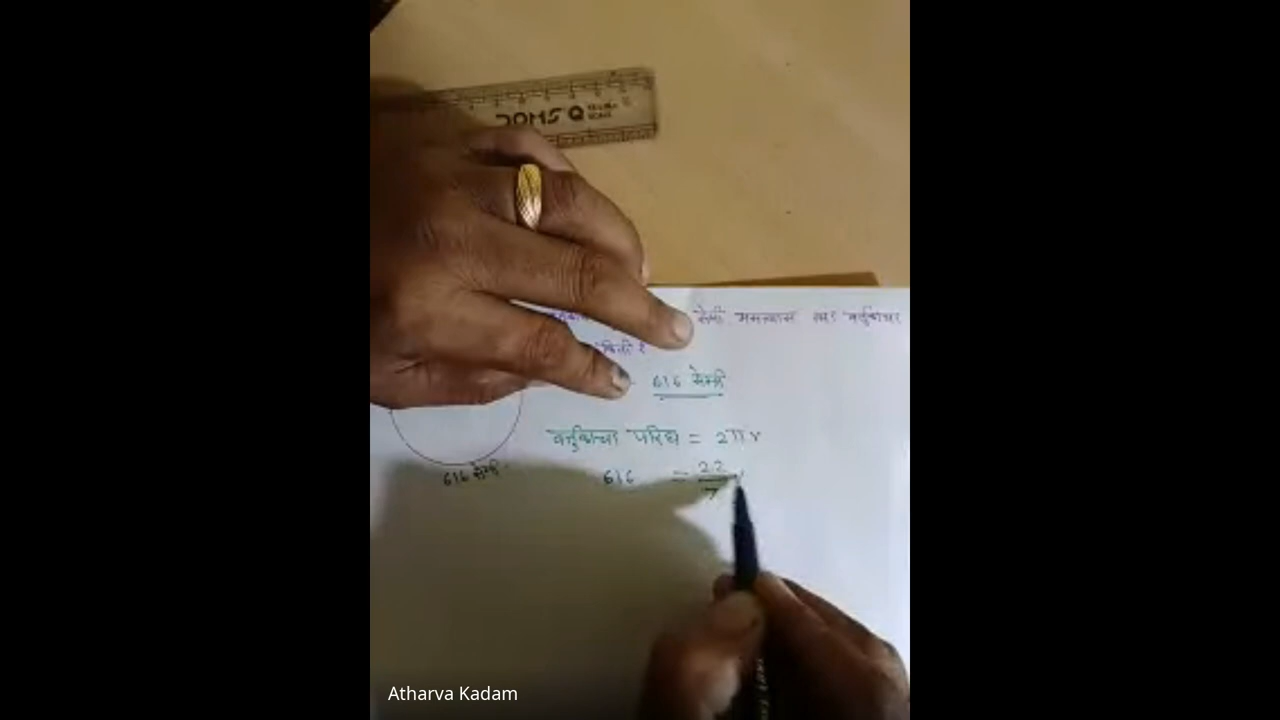 DOMS
सेमी असल्यास त्या वर्तुळाचा
किती ?
616 सेमी
वर्तुळाचा परिघ = 2πr
616 = 22/7
616 सेमी
Atharva Kadam